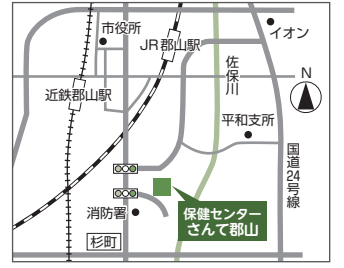 市役所
JR郡山駅
イオン
佐保川
N
近鉄郡山駅
平和支所
国道24号線
消防署
保健センター
さんて郡山
杉町